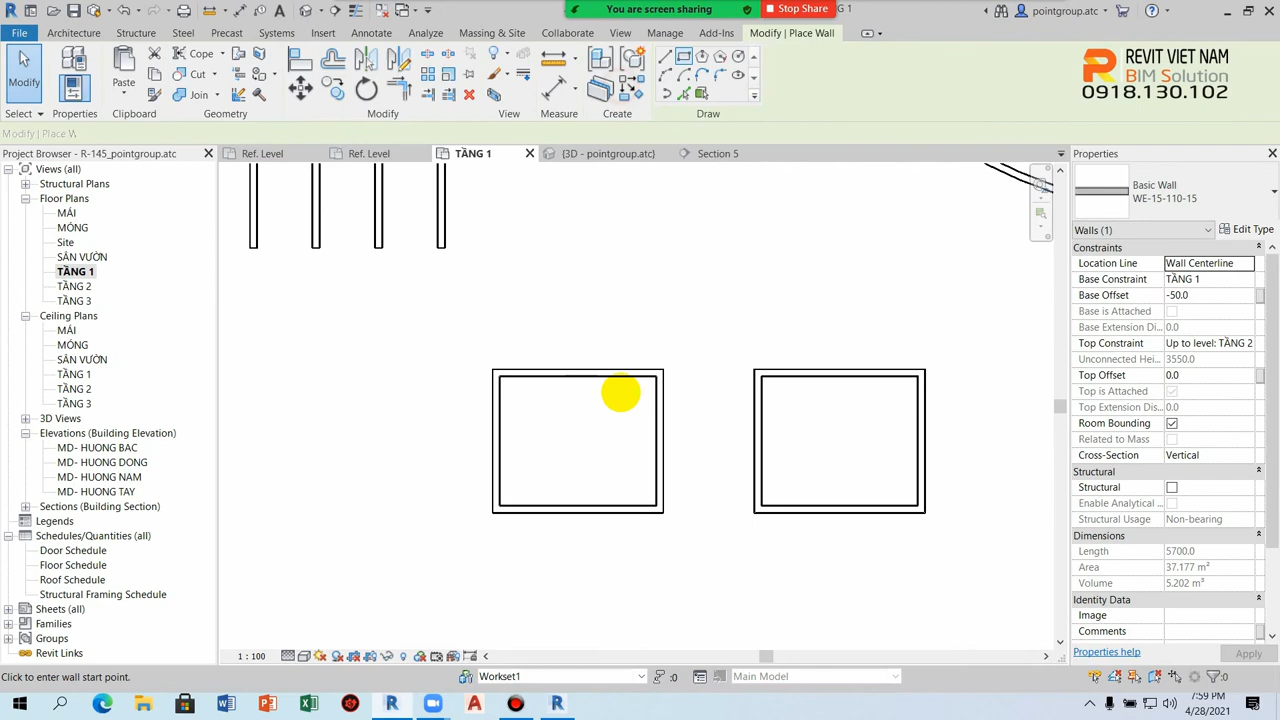 You are screen sharing
Stop Share
1
pointgroup.atc
File
Architecture
Structure
Steel
Precast
Systems
Insert
Annotate
Analyze
Massing & Site
Collaborate
View
Manage
Add-Ins
Modify | Place Wall
Modify
Paste
Cope
Cut
Join
Select
Properties
Clipboard
Geometry
Modify
View
Measure
Create
Draw
REVIT VIET NAM
BIM Solution
0918.130.102
Modify | Place W
Project Browser - R-145_pointgroup.atc
Ref. Level
Ref. Level
TẦNG 1
{3D - pointgroup.atc}
Section 5
Properties
Views (all)
Structural Plans
Floor Plans
MÁI
MÓNG
Site
SÂN VƯỜN
TẦNG 1
TẦNG 2
TẦNG 3
Ceiling Plans
MÁI
MÓNG
SÂN VƯỜN
TẦNG 1
TẦNG 2
TẦNG 3
3D Views
Elevations (Building Elevation)
MD- HUONG BAC
MD- HUONG DONG
MD- HUONG NAM
MD- HUONG TAY
Sections (Building Section)
Legends
Schedules/Quantities (all)
Door Schedule
Floor Schedule
Roof Schedule
Structural Framing Schedule
Sheets (all)
Families
Groups
Revit Links
Basic Wall
WE-15-110-15
Walls (1)
Edit Type
Constraints
Location Line Wall Centerline
Base Constraint TẦNG 1
Base Offset -50.0
Base is Attached
Base Extension Di... 0.0
Top Constraint Up to level: TẦNG 2
Unconnected Hei... 3550.0
Top Offset 0.0
Top is Attached
Top Extension Dis... 0.0
Room Bounding
Related to Mass
Cross-Section Vertical
Structural
Structural
Enable Analytical ...
Structural Usage Non-bearing
Dimensions
Length 5700.0
Area 37.177 m²
Volume 5.202 m³
Identity Data
Image
Comments
Properties help
Apply
1 : 100
Click to enter wall start point.
Workset1
:0
Main Model
:0
7:59 PM
4/28/2021